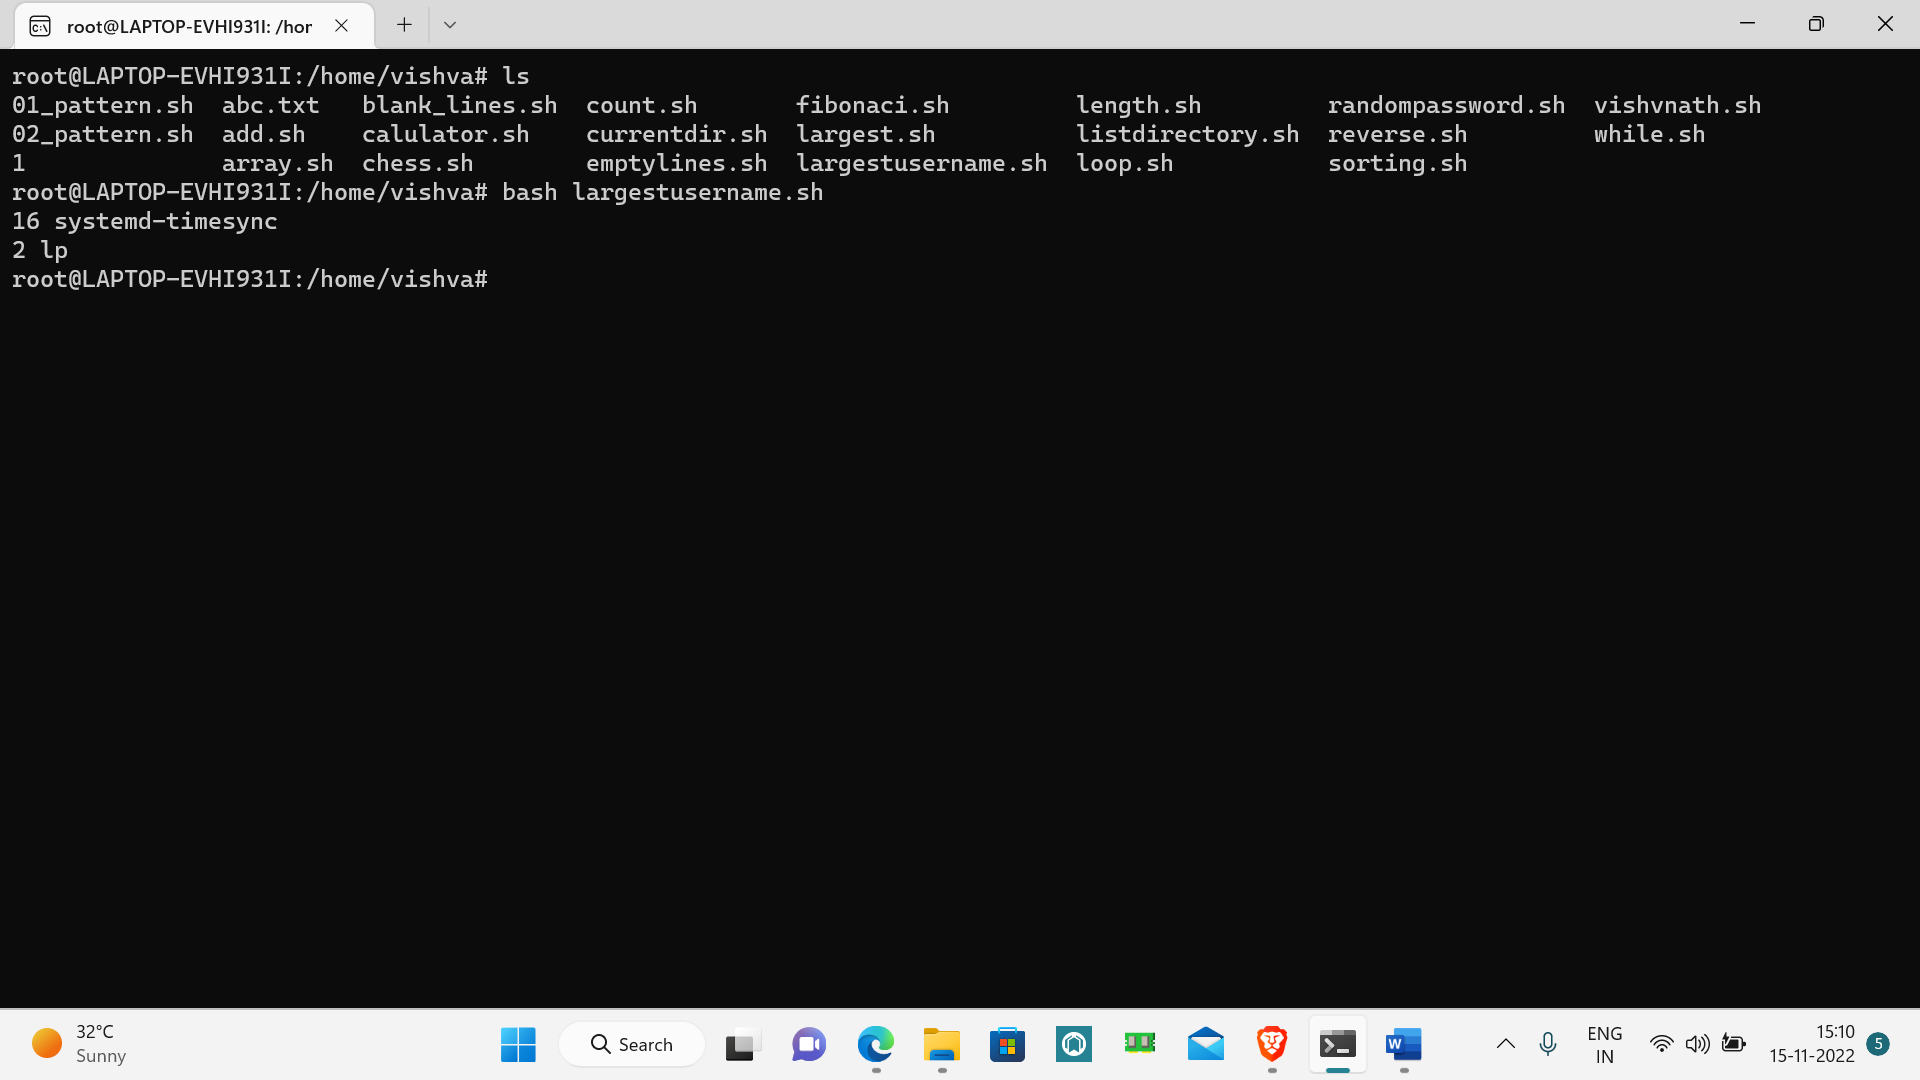 root@LAPTOP-EVHI931I: /hor
root@LAPTOP-EVHI931I:/home/vishva# ls
01_pattern.sh  abc.txt   blank_lines.sh  count.sh       fibonaci.sh         length.sh         randompassword.sh  vishvnath.sh
02_pattern.sh  add.sh    calulator.sh    currentdir.sh  largest.sh          listdirectory.sh  reverse.sh         while.sh
1              array.sh  chess.sh        emptylines.sh  largestusername.sh  loop.sh           sorting.sh
root@LAPTOP-EVHI931I:/home/vishva# bash largestusername.sh
16 systemd-timesync
2 lp
root@LAPTOP-EVHI931I:/home/vishva#
32°C
Sunny
Search
ENG
IN
15:10
15-11-2022
5